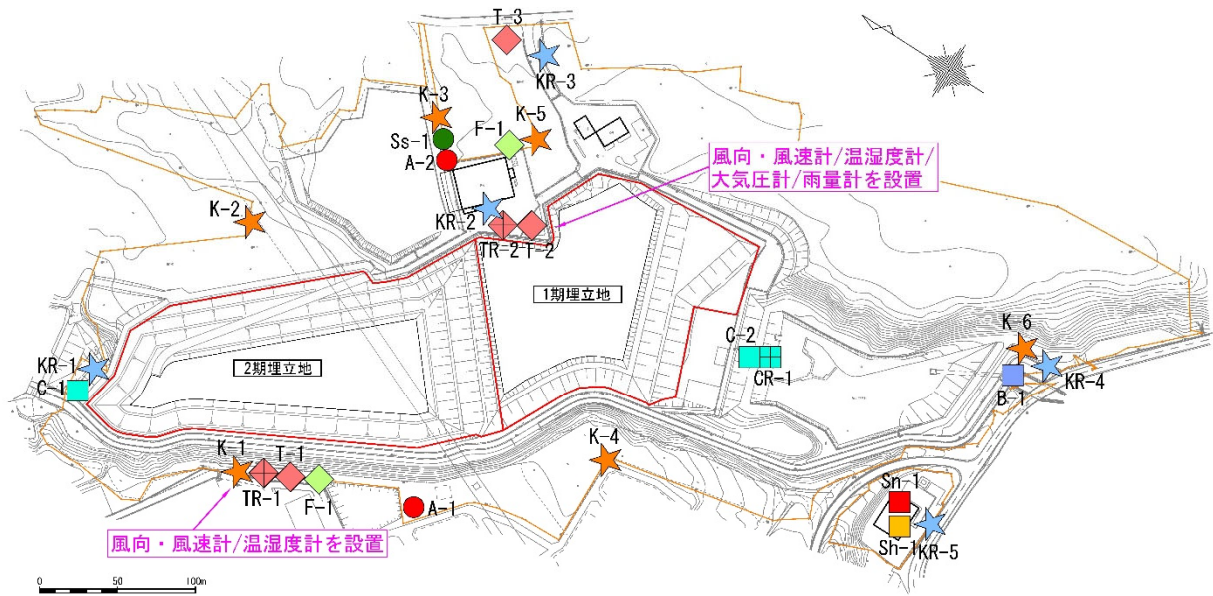 T-3
KR-3
K-3
K-5
Ss-1
F-1
A-2
風向・風速計/温湿度計/
大気圧計/雨量計を設置
K-2
KR-2
TR-2
T-2
1期埋立地
K-6
C-2
KR-1
2期埋立地
CR-1
KR-4
C-1
B-1
K-1
T-1
K-4
TR-1
F-1
A-1
Sn-1
風向・風速計/温湿度計を設置
Sh-1
KR-5
0 50 100m